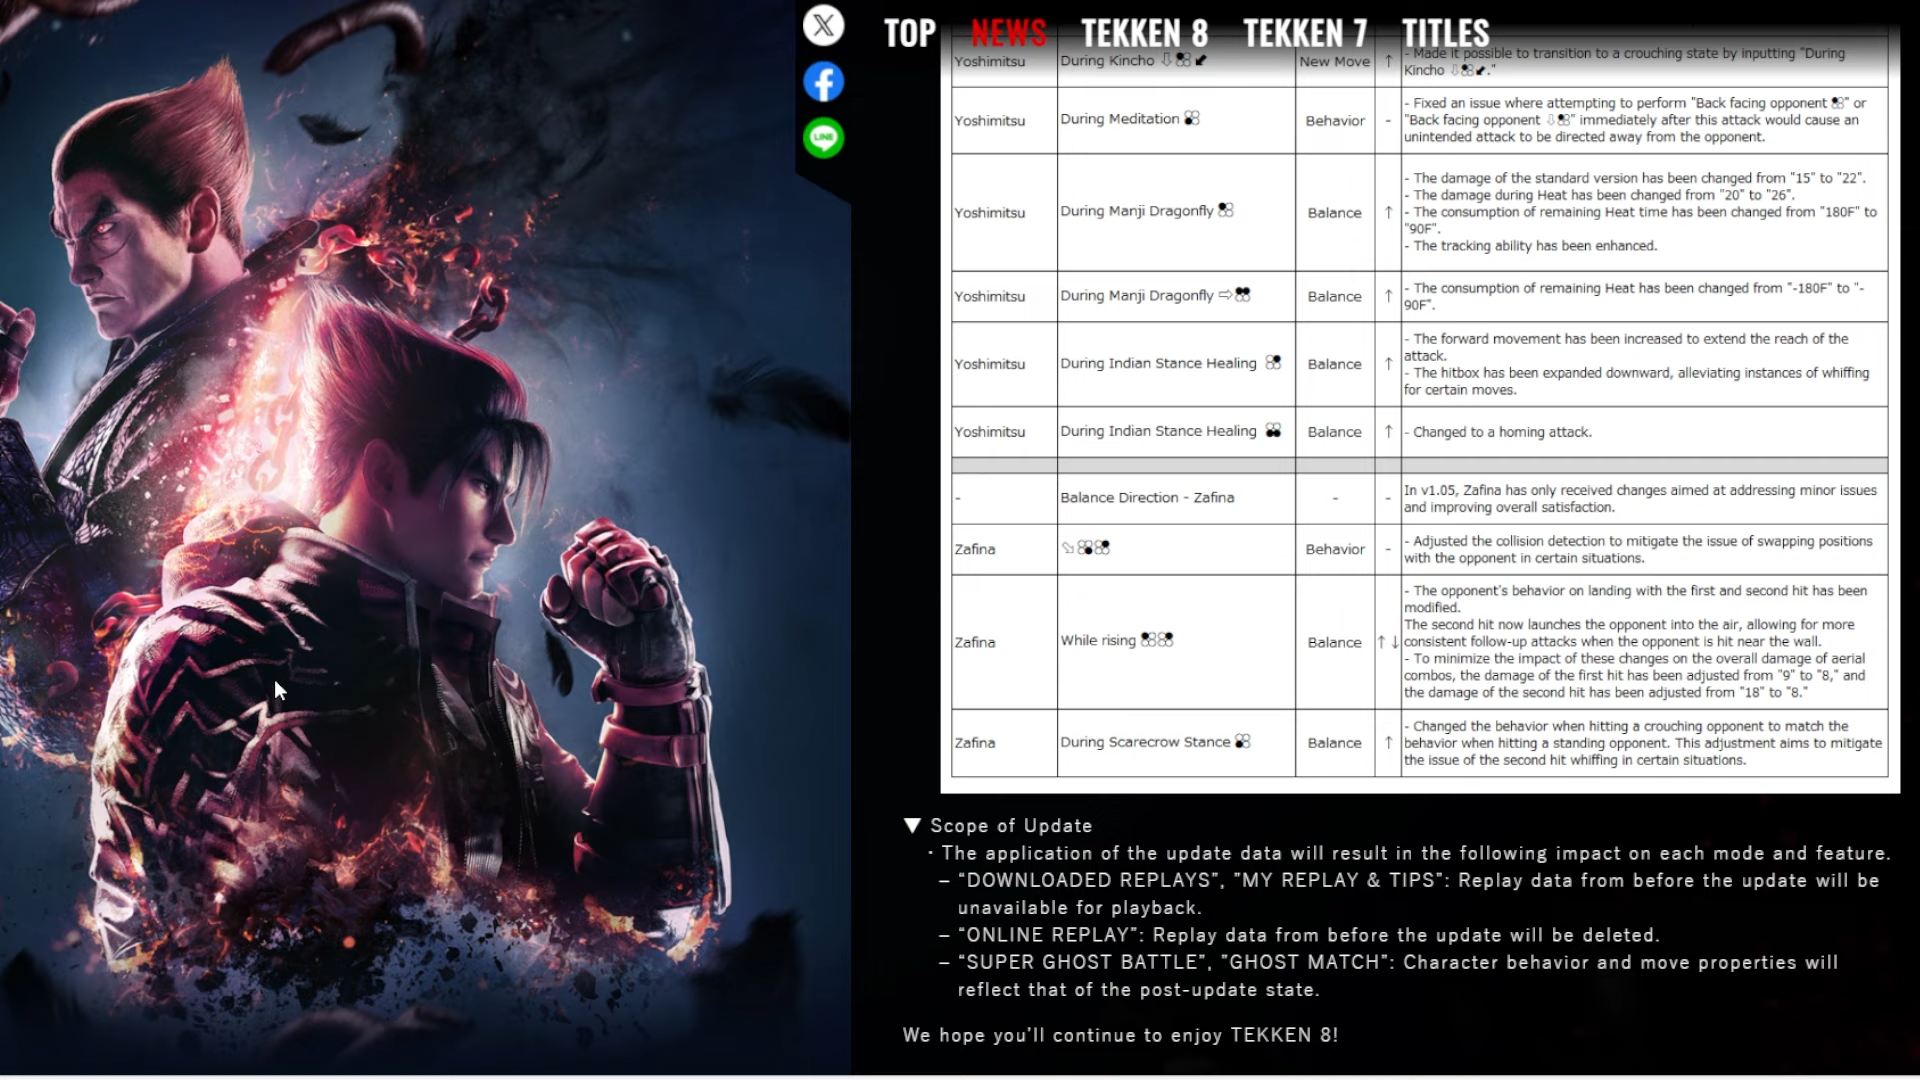 TOP NEWS TEKKEN 8 TEKKEN 7 TITLES
Yoshimitsu
During Kincho ⇩
New Move
↑
- Made it possible to transition to a crouching state by inputting "During
Kincho ⇩."
Yoshimitsu
During Meditation
Behavior
-
- Fixed an issue where attempting to perform "Back facing opponent " or
"Back facing opponent ⇩" immediately after this attack would cause an
unintended attack to be directed away from the opponent.
Yoshimitsu
During Manji Dragonfly
Balance
↑
- The damage of the standard version has been changed from "15" to "22".
- The damage during Heat has been changed from "20" to "26".
- The consumption of remaining Heat time has been changed from "180F" to
"90F".
- The tracking ability has been enhanced.
Yoshimitsu
During Manji Dragonfly ⇨
Balance
↑
- The consumption of remaining Heat has been changed from "-180F" to "-
90F".
Yoshimitsu
During Indian Stance Healing
Balance
↑
- The forward movement has been increased to extend the reach of the
attack.
- The hitbox has been expanded downward, alleviating instances of whiffing
for certain moves.
Yoshimitsu
During Indian Stance Healing
Balance
↑
- Changed to a homing attack.
-
Balance Direction - Zafina
-
-
In v1.05, Zafina has only received changes aimed at addressing minor issues
and improving overall satisfaction.
Zafina
Behavior
-
- Adjusted the collision detection to mitigate the issue of swapping positions
with the opponent in certain situations.
Zafina
While rising
Balance
↑↓
- The opponent's behavior on landing with the first and second hit has been
modified.
The second hit now launches the opponent into the air, allowing for more
consistent follow-up attacks when the opponent is hit near the wall.
- To minimize the impact of these changes on the overall damage of aerial
combos, the damage of the first hit has been adjusted from "9" to "8," and
the damage of the second hit has been adjusted from "18" to "8."
Zafina
During Scarecrow Stance
Balance
↑
- Changed the behavior when hitting a crouching opponent to match the
behavior when hitting a standing opponent. This adjustment aims to mitigate
the issue of the second hit whiffing in certain situations.
LINE
▼ Scope of Update
・The application of the update data will result in the following impact on each mode and feature.
– “DOWNLOADED REPLAYS”, "MY REPLAY & TIPS": Replay data from before the update will be
unavailable for playback.
– “ONLINE REPLAY”: Replay data from before the update will be deleted.
– “SUPER GHOST BATTLE”, "GHOST MATCH": Character behavior and move properties will
reflect that of the post-update state.
We hope you’ll continue to enjoy TEKKEN 8!